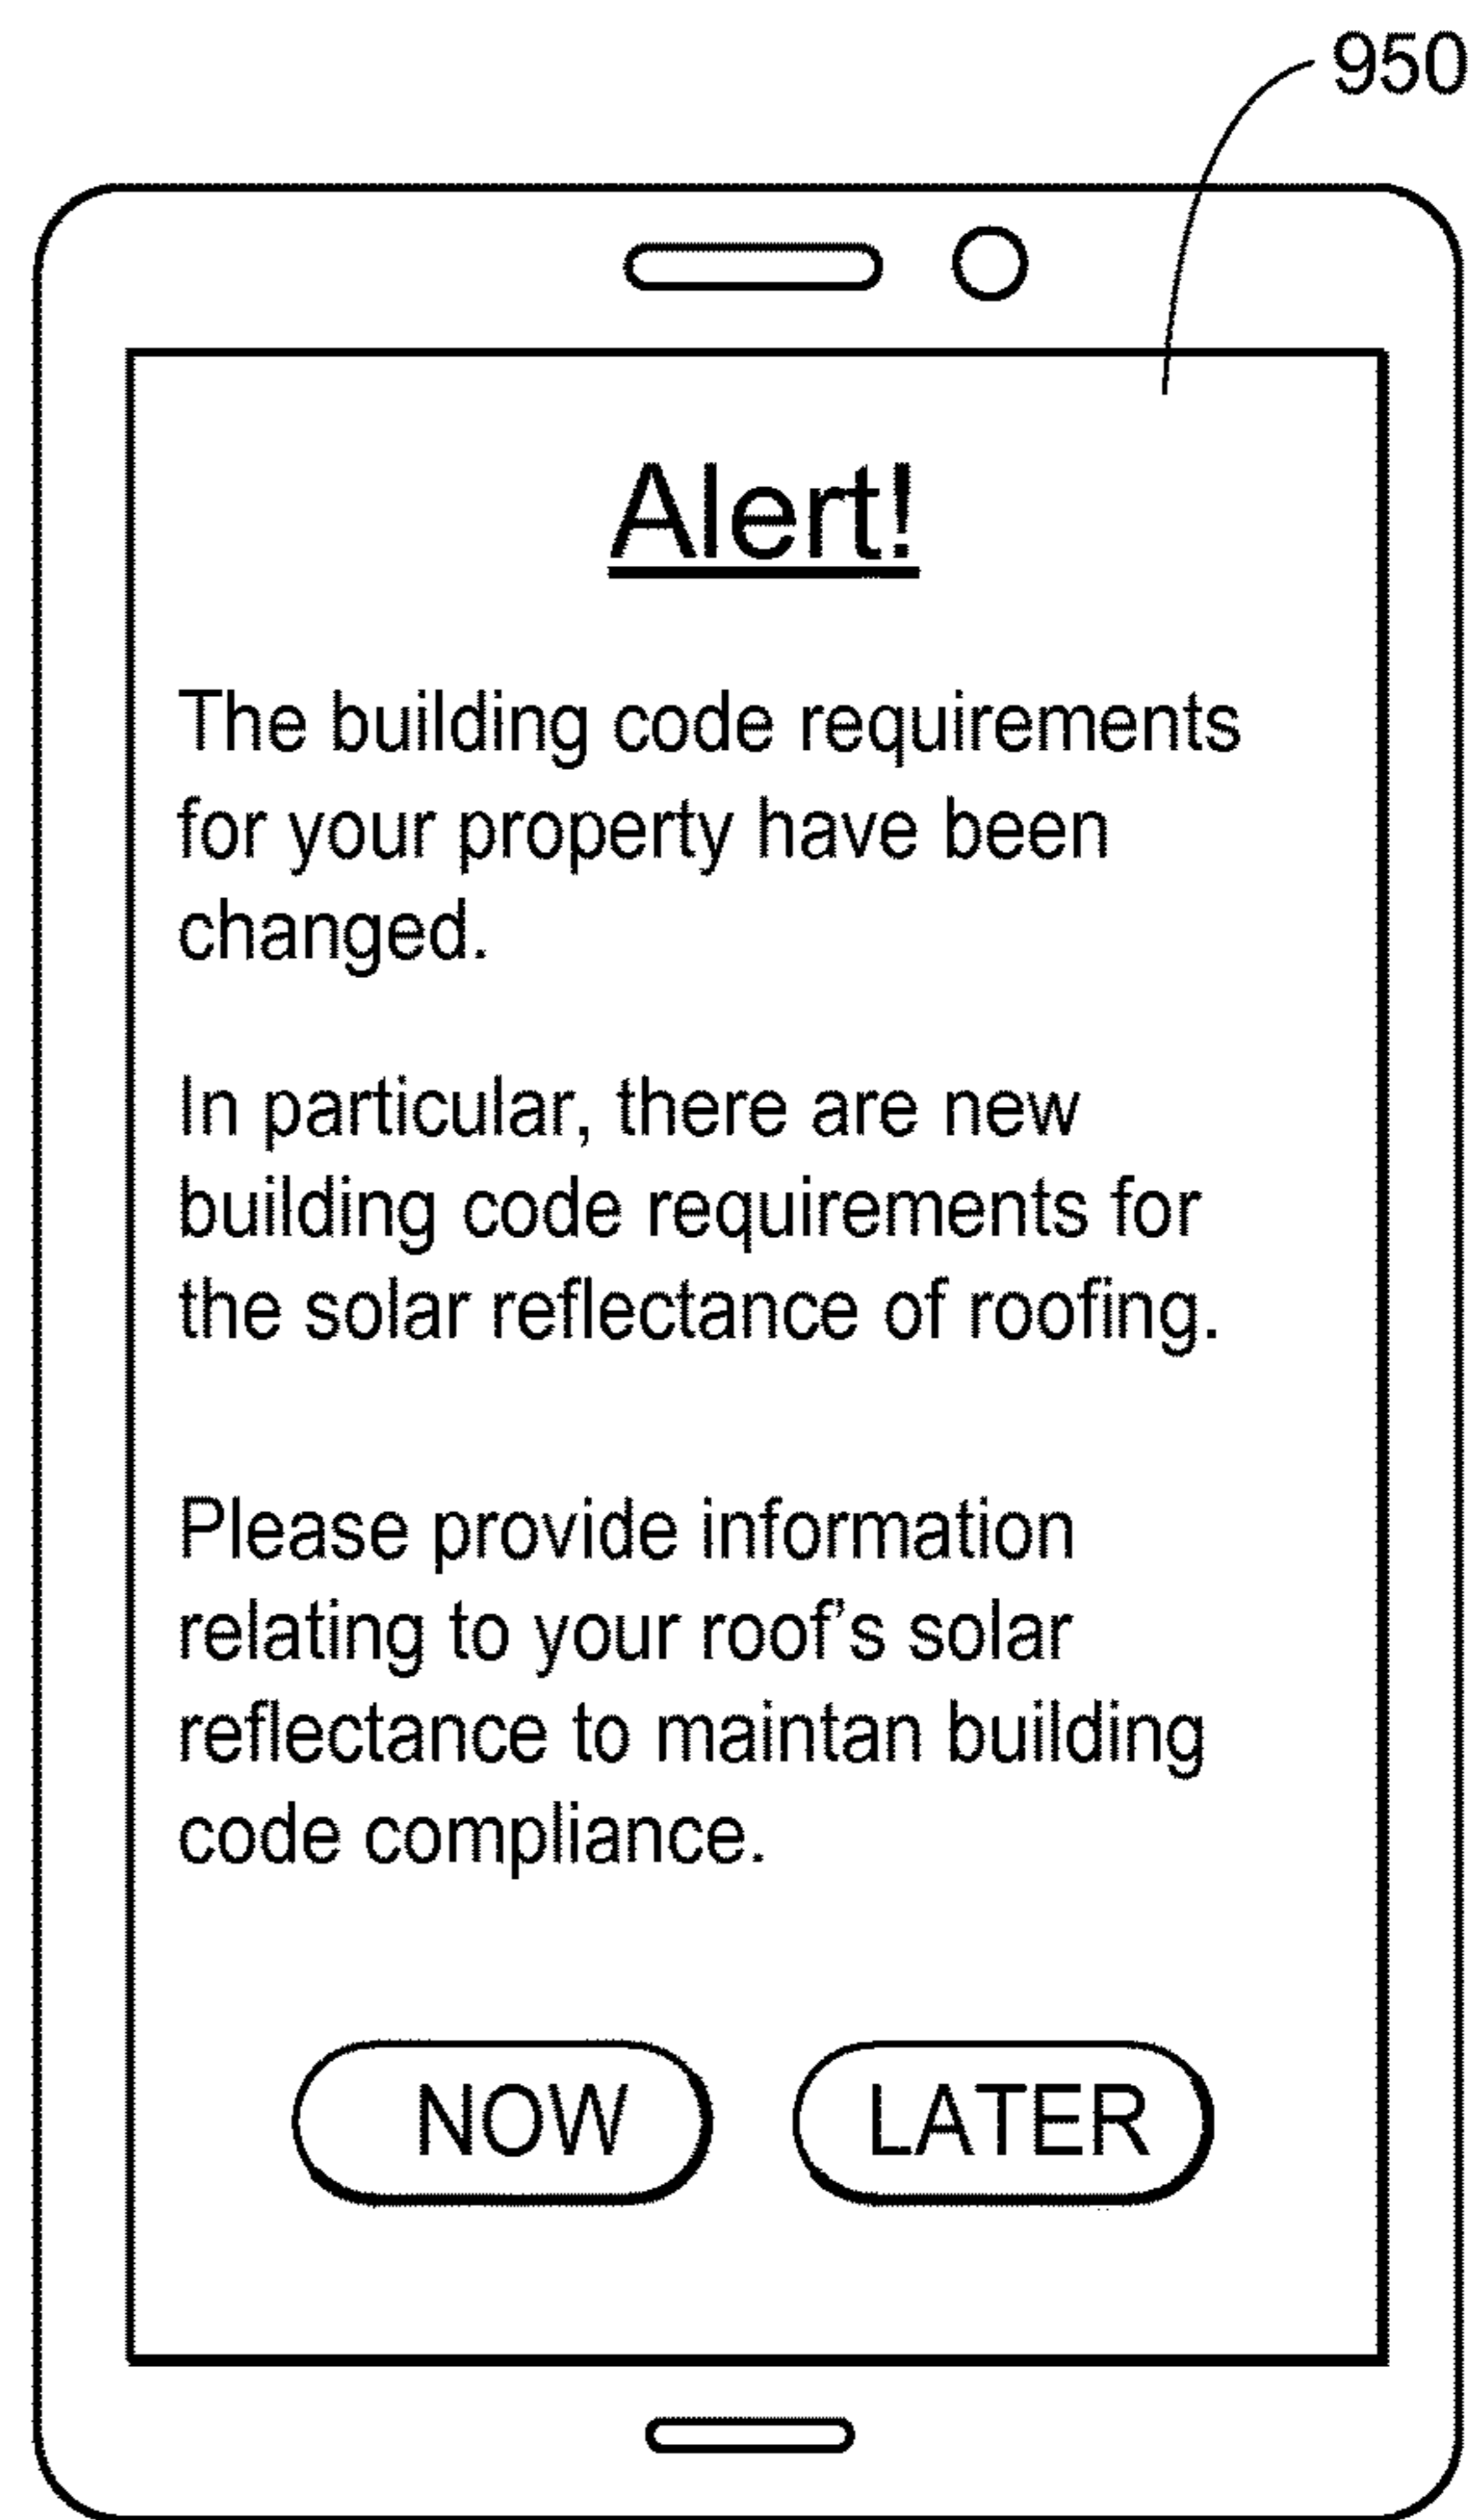 950
Alert!
The building code requirements
for your property have been
changed.
In particular, there are new
building code requirements for
the solar reflectance of roofing.
Please provide information
relating to your roof's solar
reflectance to maintan building
code compliance.
NOW LATER